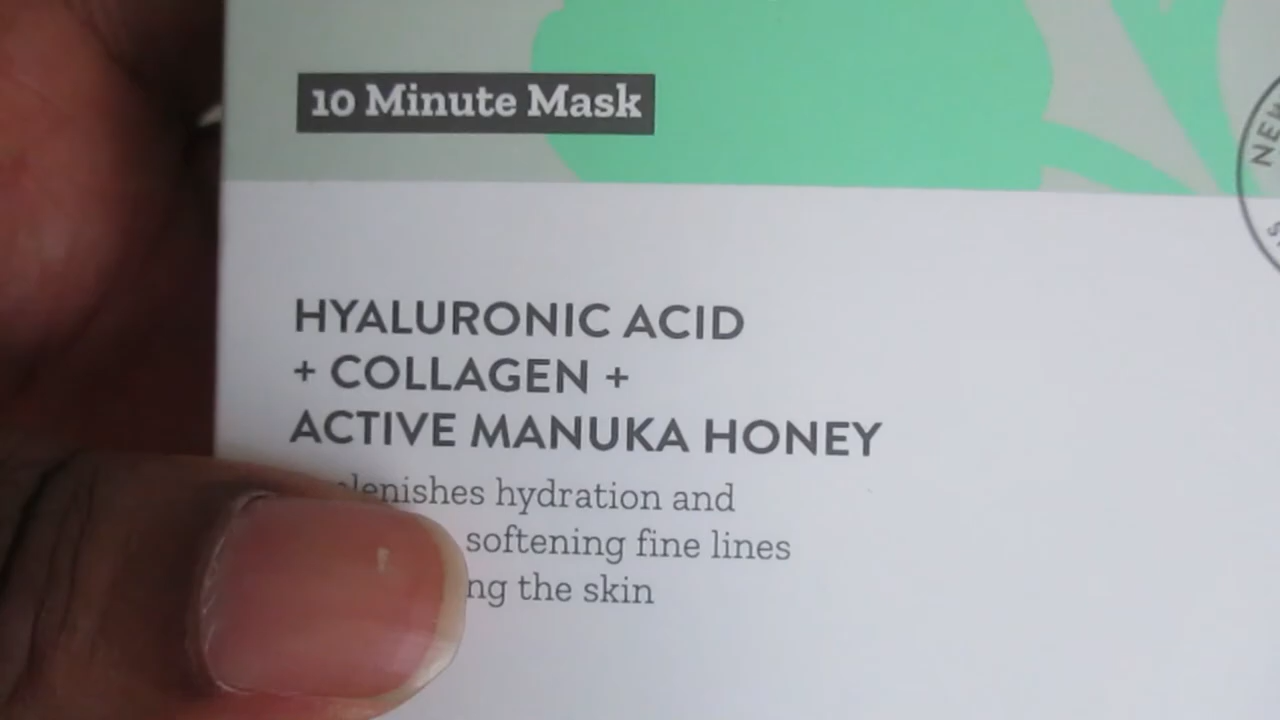 10 Minute Mask
HYALURONIC ACID
+ COLLAGEN +
ACTIVE MANUKA HONEY
hydration and
softening fine lines
the skin